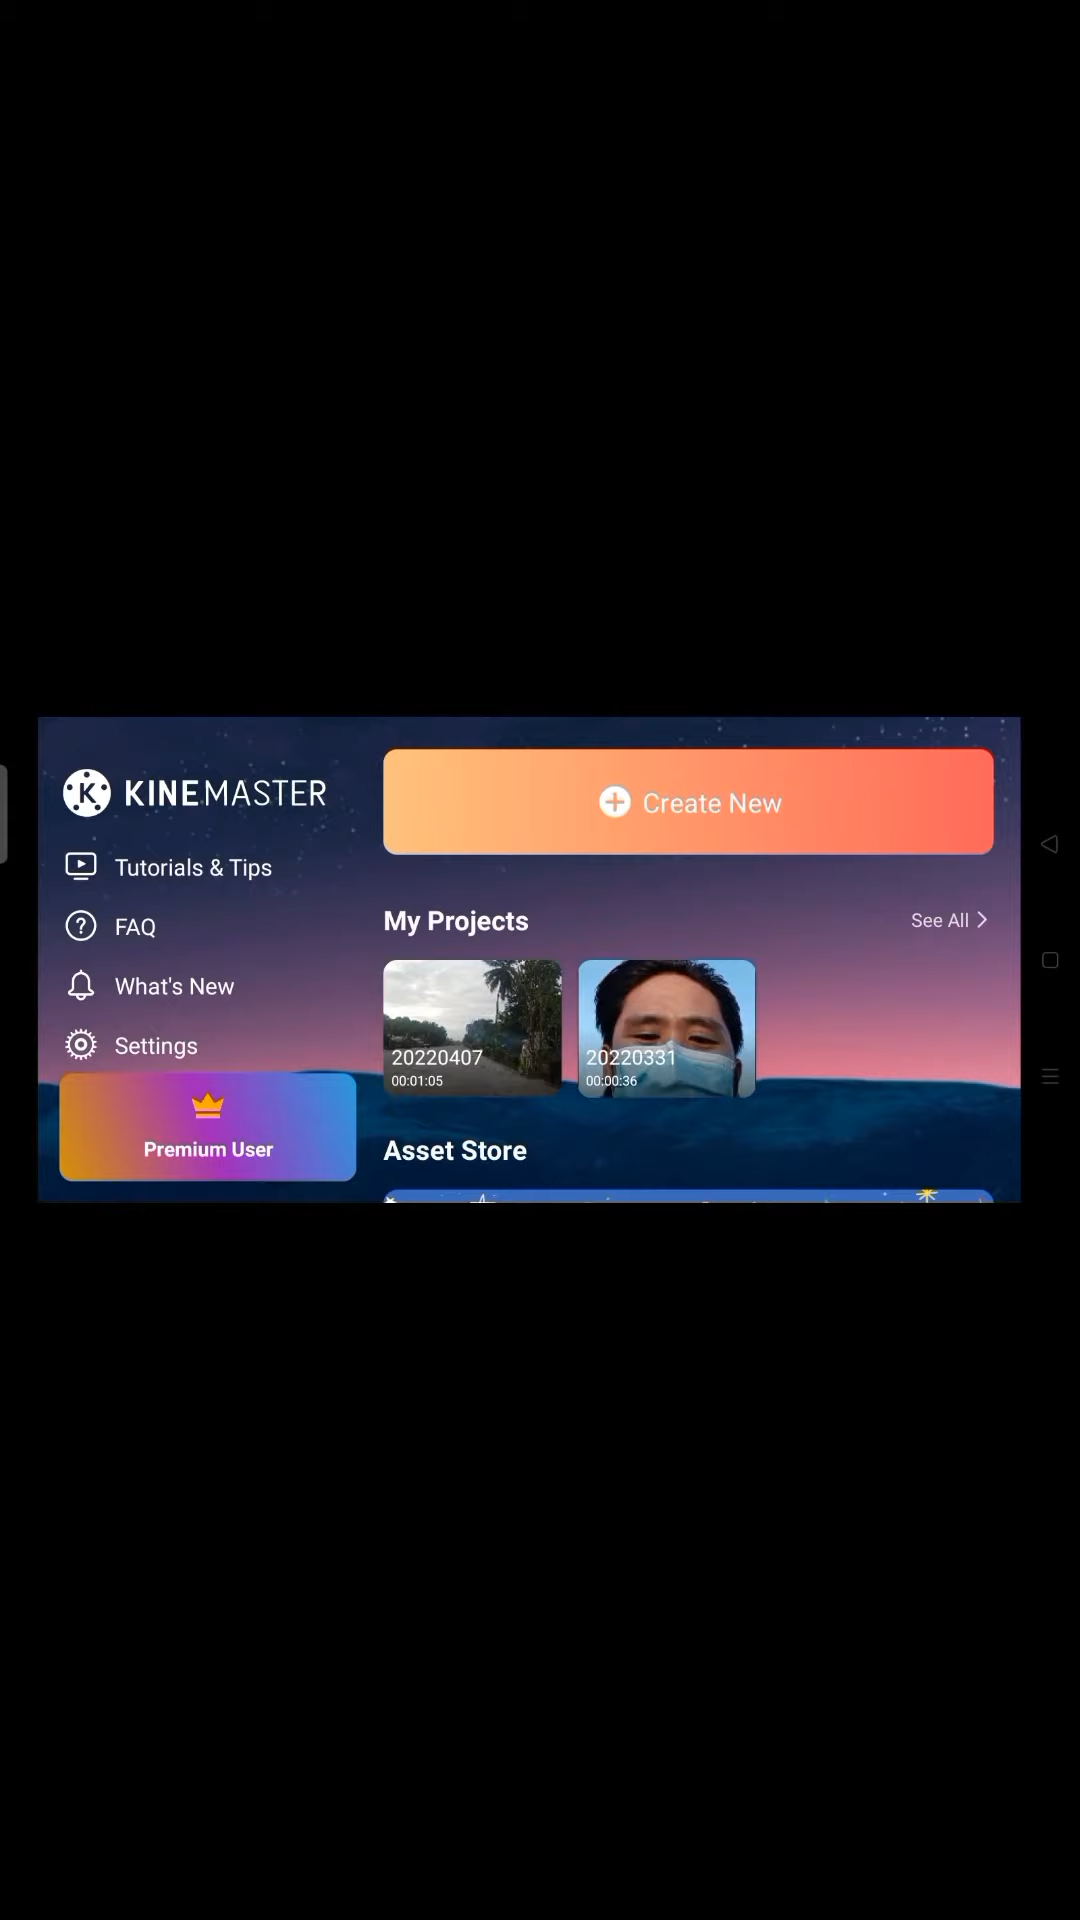 KINEMASTER
Tutorials & Tips
FAQ
What's New
Settings
Premium User
Create New
My Projects
See All
20220407
00:01:05
20220331
00:00:36
Asset Store